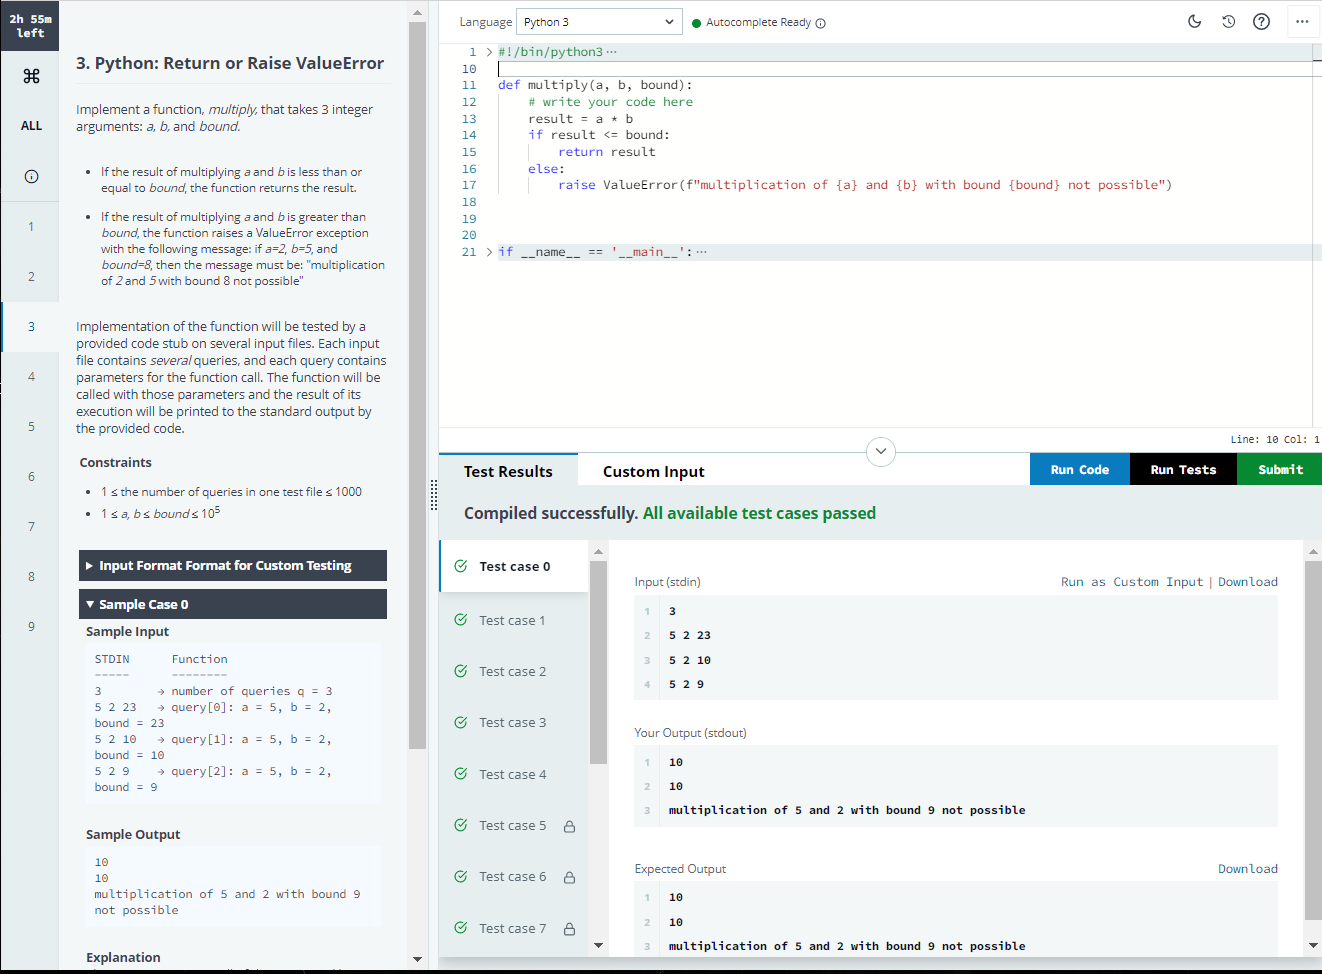 2h 55m
left
ALL
1
2
3
4
5
6
7
8
9
3. Python: Return or Raise ValueError
Implement a function, multiply, that takes 3 integer
arguments: a, b, and bound.
• If the result of multiplying a and b is less than or
equal to bound, the function returns the result.
• If the result of multiplying a and b is greater than
bound, the function raises a ValueError exception
with the following message: if a=2, b=5, and
bound=8, then the message must be: "multiplication
of 2 and 5 with bound 8 not possible"
Implementation of the function will be tested by a
provided code stub on several input files. Each input
file contains several queries, and each query contains
parameters for the function call. The function will be
called with those parameters and the result of its
execution will be printed to the standard output by
the provided code.
Constraints
• 1 ≤ the number of queries in one test file ≤ 1000
• 1 ≤ a, b ≤ bound ≤ 10⁵
Input Format Format for Custom Testing
Sample Case 0
Sample Input
STDIN      Function
-----      --------
3        → number of queries q = 3
5 2 23   → query[0]: a = 5, b = 2,
bound = 23
5 2 10   → query[1]: a = 5, b = 2,
bound = 10
5 2 9    → query[2]: a = 5, b = 2,
bound = 9
Sample Output
10
10
multiplication of 5 and 2 with bound 9
not possible
Explanation
Language Python 3 Autocomplete Ready
1 #!/bin/python3 ···
10
11 def multiply(a, b, bound):
12     # write your code here
13     result = a * b
14     if result <= bound:
15         return result
16     else:
17         raise ValueError(f"multiplication of {a} and {b} with bound {bound} not possible")
18
19
20
21 if __name__ == '__main__': ···
Line: 10 Col: 1
Test Results Custom Input Run Code Run Tests Submit
Compiled successfully. All available test cases passed
Test case 0
Test case 1
Test case 2
Test case 3
Test case 4
Test case 5
Test case 6
Test case 7
Input (stdin) Run as Custom Input | Download
1 3
2 5 2 23
3 5 2 10
4 5 2 9
Your Output (stdout)
1 10
2 10
3 multiplication of 5 and 2 with bound 9 not possible
Expected Output Download
1 10
2 10
3 multiplication of 5 and 2 with bound 9 not possible